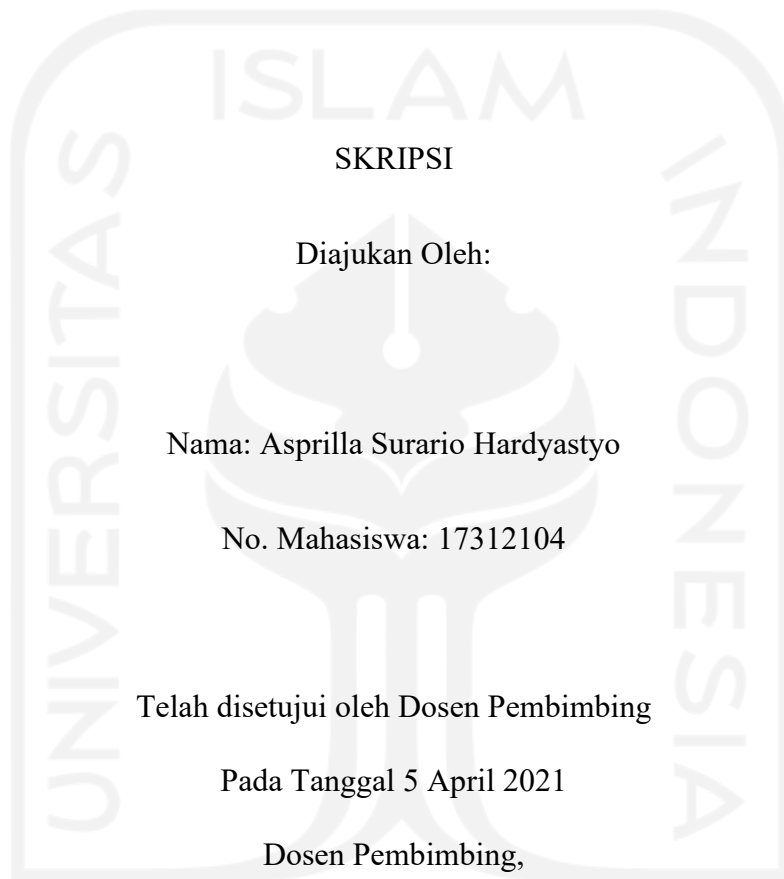 ISLAM
UNIVERSITAS
INDONESIA
SKRIPSI
Diajukan Oleh:
Nama: Asprilla Surario Hardyastyo
No. Mahasiswa: 17312104
Telah disetujui oleh Dosen Pembimbing
Pada Tanggal 5 April 2021
Dosen Pembimbing,